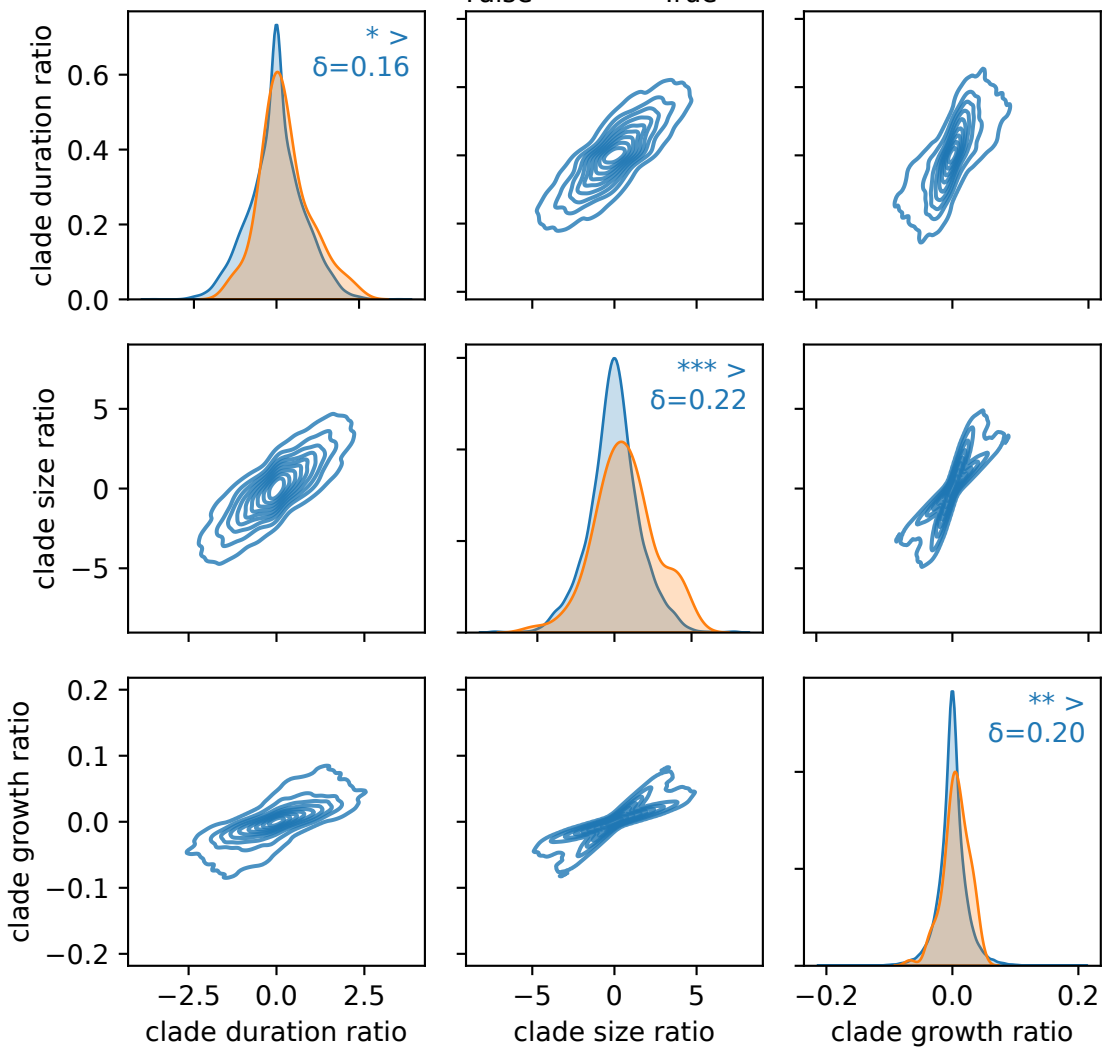 clade duration ratio
0.6
0.4
0.2
0.0
* >
δ=0.16
clade size ratio
5
0
−5
*** >
δ=0.22
clade growth ratio
0.2
0.1
0.0
−0.1
−0.2
** >
δ=0.20
−2.5 0.0 2.5
clade duration ratio
−5 0 5
clade size ratio
−0.2 0.0 0.2
clade growth ratio